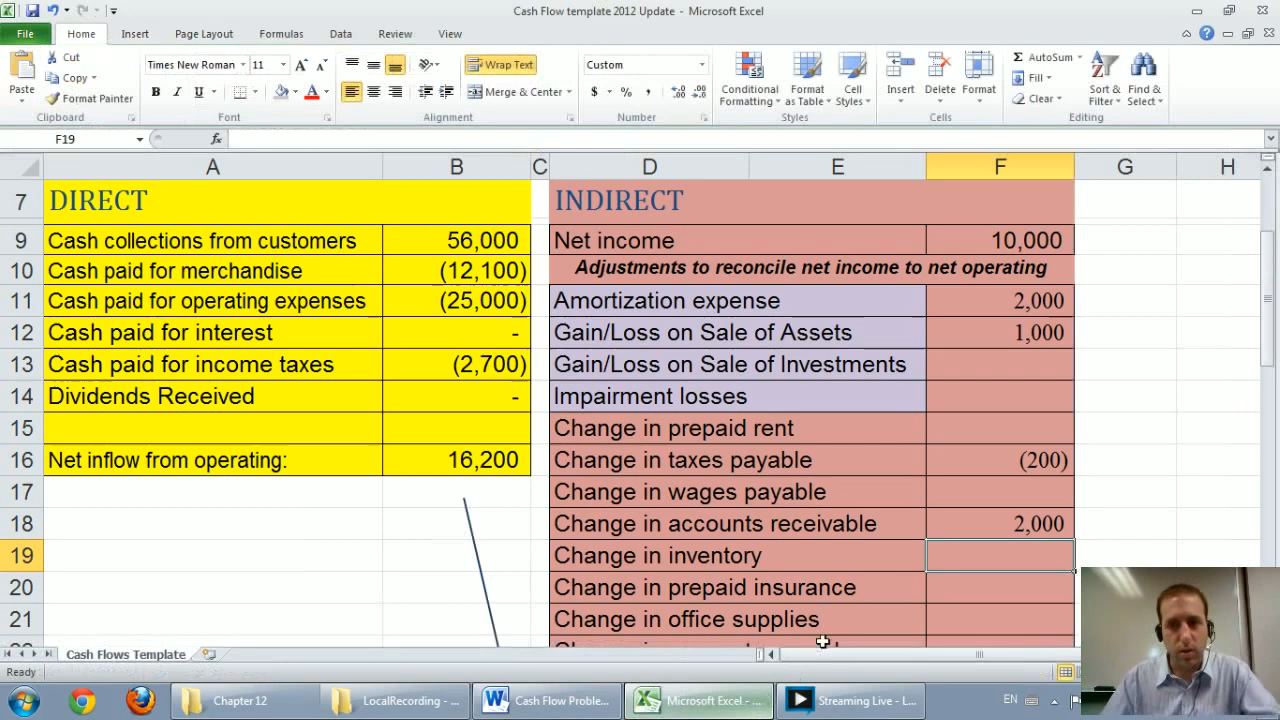 Cash Flow template 2012 Update - Microsoft Excel
File Home Insert Page Layout Formulas Data Review View
Paste Cut Copy Format Painter
Times New Roman 11 A A
B I U A
Wrap Text
Merge & Center
Custom
$ % ,
Conditional Formatting Format as Table Cell Styles
Insert Delete Format
Σ AutoSum Fill Clear
Sort & Filter Find & Select
Clipboard Font Alignment Number Styles Cells Editing
F19 fx
A B C D E F G H
7 DIRECT INDIRECT
9 Cash collections from customers 56,000 Net income 10,000
10 Cash paid for merchandise (12,100) Adjustments to reconcile net income to net operating
11 Cash paid for operating expenses (25,000) Amortization expense 2,000
12 Cash paid for interest - Gain/Loss on Sale of Assets 1,000
13 Cash paid for income taxes (2,700) Gain/Loss on Sale of Investments
14 Dividends Received - Impairment losses
15 Change in prepaid rent
16 Net inflow from operating: 16,200 Change in taxes payable (200)
17 Change in wages payable
18 Change in accounts receivable 2,000
19 Change in inventory
20 Change in prepaid insurance
21 Change in office supplies
Cash Flows Template
Ready
Chapter 12 LocalRecording - ... Cash Flow Proble... Microsoft Excel - ... Streaming Live - C... EN